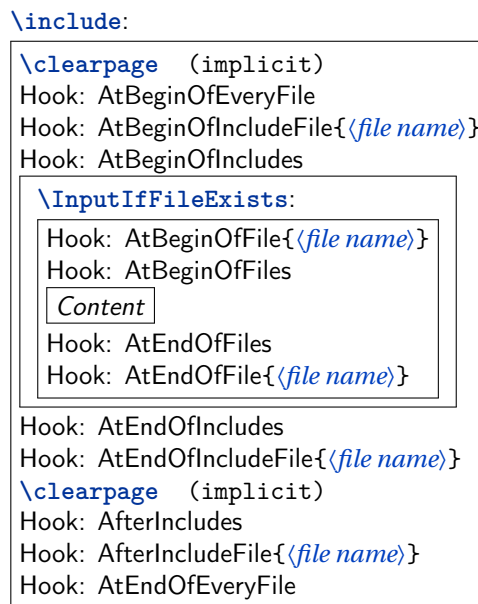 \include:
\clearpage (implicit)
Hook: AtBeginOfEveryFile
Hook: AtBeginOfIncludeFile{⟨file name⟩}
Hook: AtBeginOfIncludes
\InputIfFileExists:
Hook: AtBeginOfFile{⟨file name⟩}
Hook: AtBeginOfFiles
Content
Hook: AtEndOfFiles
Hook: AtEndOfFile{⟨file name⟩}
Hook: AtEndOfIncludes
Hook: AtEndOfIncludeFile{⟨file name⟩}
\clearpage (implicit)
Hook: AfterIncludes
Hook: AfterIncludeFile{⟨file name⟩}
Hook: AtEndOfEveryFile